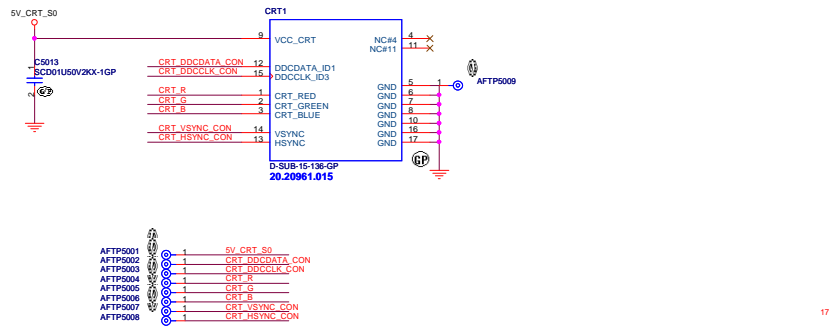 CRT1
5V_CRT_S0
9 VCC_CRT
NC#4 4
NC#11 11
C5013
SCD01U50V2KX-1GP
1
2
CRT_DDCDATA_CON 12 DDCDATA_ID1
CRT_DDCCLK_CON 15 DDCCLK_ID3
CRT_R 1 CRT_RED
CRT_G 2 CRT_GREEN
CRT_B 3 CRT_BLUE
CRT_VSYNC_CON 14 VSYNC
CRT_HSYNC_CON 13 HSYNC
GND 5 1 AFTP5009
GND 6
GND 7
GND 8
GND 10
GND 16
GND 17
GP
D-SUB-15-136-GP
20.20961.015
AFTP5001 1 5V_CRT_S0
AFTP5002 1 CRT_DDCDATA_CON
AFTP5003 1 CRT_DDCCLK_CON
AFTP5004 1 CRT_R
AFTP5005 1 CRT_G
AFTP5006 1 CRT_B
AFTP5007 1 CRT_VSYNC_CON
AFTP5008 1 CRT_HSYNC_CON
17